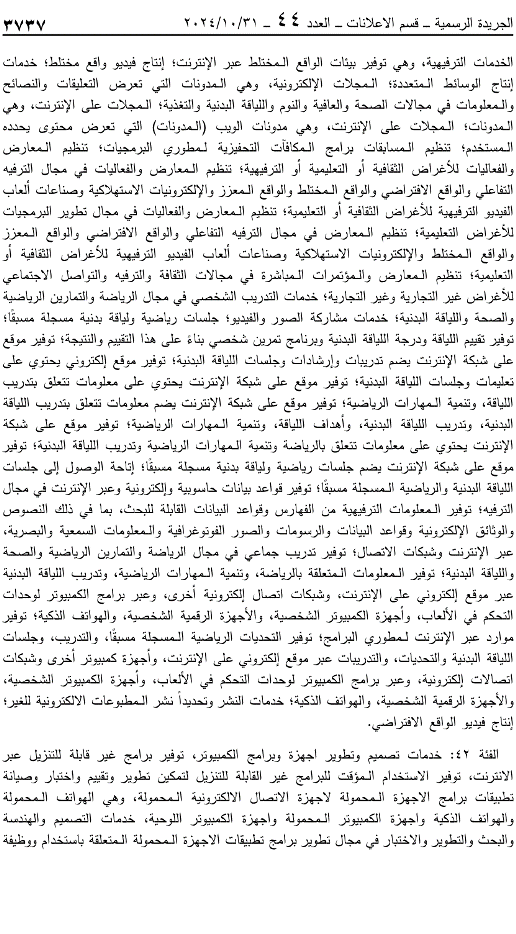 الجريدة الرسمية ــ قسم الاعلانات ــ العدد ٤٤ ــ ٢٠٢٤/١٠/٣١ ٣٧٣٧
الخدمات الترفيهية، وهي توفير بيئات الواقع المختلط عبر الإنترنت؛ إنتاج فيديو واقع مختلط؛ خدمات
إنتاج الوسائط المتعددة؛ المجلات الإلكترونية، وهي المدونات التي تعرض التعليقات والنصائح
والمعلومات في مجالات الصحة والعافية والنوم واللياقة البدنية والتغذية؛ المجلات على الإنترنت، وهي
المدونات؛ المجلات على الإنترنت، وهي مدونات الويب (المدونات) التي تعرض محتوى يحدده
المستخدم؛ تنظيم المسابقات برامج المكافآت التحفيزية لمطوري البرمجيات؛ تنظيم المعارض
والفعاليات للأغراض الثقافية أو التعليمية أو الترفيهية؛ تنظيم المعارض والفعاليات في مجال الترفيه
التفاعلي والواقع الافتراضي والواقع المختلط والواقع المعزز والإلكترونيات الاستهلاكية وصناعات ألعاب
الفيديو الترفيهية للأغراض الثقافية أو التعليمية؛ تنظيم المعارض والفعاليات في مجال تطوير البرمجيات
للأغراض التعليمية؛ تنظيم المعارض في مجال الترفيه التفاعلي والواقع الافتراضي والواقع المعزز
والواقع المختلط والإلكترونيات الاستهلاكية وصناعات ألعاب الفيديو الترفيهية للأغراض الثقافية أو
التعليمية؛ تنظيم المعارض والمؤتمرات المباشرة في مجالات الثقافة والترفيه والتواصل الاجتماعي
للأغراض غير التجارية وغير التجارية؛ خدمات التدريب الشخصي في مجال الرياضة والتمارين الرياضية
والصحة واللياقة البدنية؛ خدمات مشاركة الصور والفيديو؛ جلسات رياضية ولياقة بدنية مسجلة مسبقًا؛
توفير تقييم اللياقة ودرجة اللياقة البدنية وبرنامج تمرين شخصي بناءً على هذا التقييم والنتيجة؛ توفير موقع
على شبكة الإنترنت يضم تدريبات وإرشادات وجلسات اللياقة البدنية؛ توفير موقع إلكتروني يحتوي على
تعليمات وجلسات اللياقة البدنية؛ توفير موقع على شبكة الإنترنت يحتوي على معلومات تتعلق بتدريب
اللياقة، وتنمية المهارات الرياضية؛ توفير موقع على شبكة الإنترنت يضم معلومات تتعلق بتدريب اللياقة
البدنية، وتدريب اللياقة البدنية، وأهداف اللياقة، وتنمية المهارات الرياضية؛ توفير موقع على شبكة
الإنترنت يحتوي على معلومات تتعلق بالرياضة وتنمية المهارات الرياضية وتدريب اللياقة البدنية؛ توفير
موقع على شبكة الإنترنت يضم جلسات رياضية ولياقة بدنية مسجلة مسبقًا؛ إتاحة الوصول إلى جلسات
اللياقة البدنية والرياضية المسجلة مسبقًا؛ توفير قواعد بيانات حاسوبية وإلكترونية وعبر الإنترنت في مجال
الترفيه؛ توفير المعلومات الترفيهية من الفهارس وقواعد البيانات القابلة للبحث، بما في ذلك النصوص
والوثائق الإلكترونية وقواعد البيانات والرسومات والصور الفوتوغرافية والمعلومات السمعية والبصرية،
عبر الإنترنت وشبكات الاتصال؛ توفير تدريب جماعي في مجال الرياضة والتمارين الرياضية والصحة
واللياقة البدنية؛ توفير المعلومات المتعلقة بالرياضة، وتنمية المهارات الرياضية، وتدريب اللياقة البدنية
عبر موقع إلكتروني على الإنترنت، وشبكات اتصال إلكترونية أخرى، وعبر برامج الكمبيوتر لوحدات
التحكم في الألعاب، وأجهزة الكمبيوتر الشخصية، والأجهزة الرقمية الشخصية، والهواتف الذكية؛ توفير
موارد عبر الإنترنت لمطوري البرامج؛ توفير التحديات الرياضية المسجلة مسبقًا، والتدريب، وجلسات
اللياقة البدنية والتحديات، والتدريبات عبر موقع إلكتروني على الإنترنت، وأجهزة كمبيوتر أخرى وشبكات
اتصالات إلكترونية، وعبر برامج الكمبيوتر لوحدات التحكم في الألعاب، وأجهزة الكمبيوتر الشخصية،
والأجهزة الرقمية الشخصية، والهواتف الذكية؛ خدمات النشر وتحديداً نشر المطبوعات الالكترونية للغير؛
إنتاج فيديو الواقع الافتراضي.
الفئة ٤٢: خدمات تصميم وتطوير اجهزة وبرامج الكمبيوتر، توفير برامج غير قابلة للتنزيل عبر
الانترنت، توفير الاستخدام المؤقت للبرامج غير القابلة للتنزيل لتمكين تطوير وتقييم واختبار وصيانة
تطبيقات برامج الاجهزة المحمولة لاجهزة الاتصال الالكترونية المحمولة، وهي الهواتف المحمولة
والهواتف الذكية واجهزة الكمبيوتر المحمولة واجهزة الكمبيوتر اللوحية، خدمات التصميم والهندسة
والبحث والتطوير والاختبار في مجال تطوير برامج تطبيقات الاجهزة المحمولة المتعلقة باستخدام ووظيفة